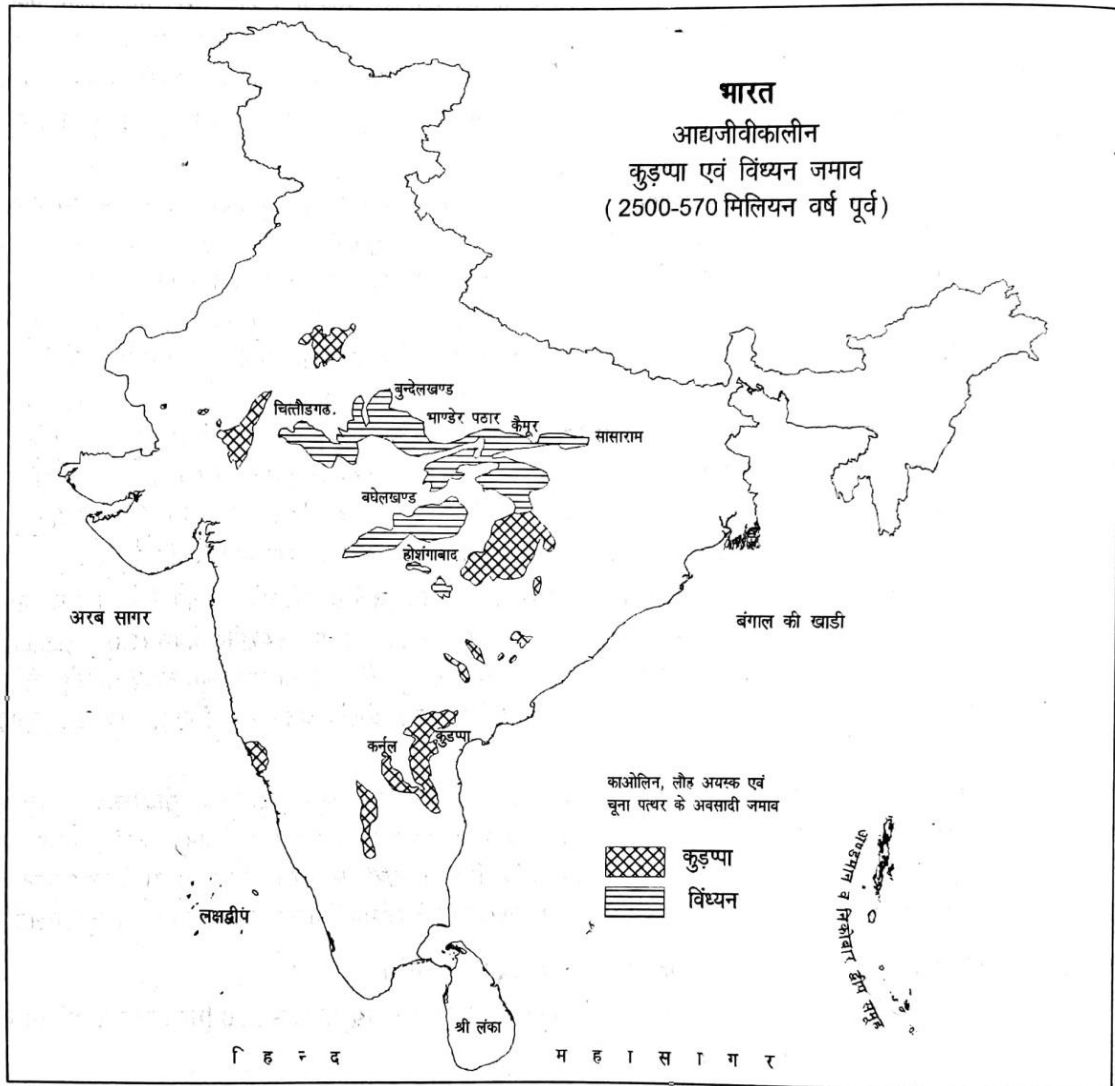 भारत
आद्यजीवीकालीन
कुड़प्पा एवं विंध्यन जमाव
(2500-570 मिलियन वर्ष पूर्व)
बुन्देलखण्ड
चित्तौडगढ.
भाण्डेर पठार
कैमूर
सासाराम
बघेलखण्ड
होशंगाबाद
अरब सागर
बंगाल की खाडी
कर्नूल
कुडप्पा
काओलिन, लौह अयस्क एवं
चूना पत्थर के अवसादी जमाव
कुड़प्पा
विंध्यन
लक्षद्वीप
अण्डमान व निकोबार द्वीप समूह
श्री लंका
हिन्द महासागर